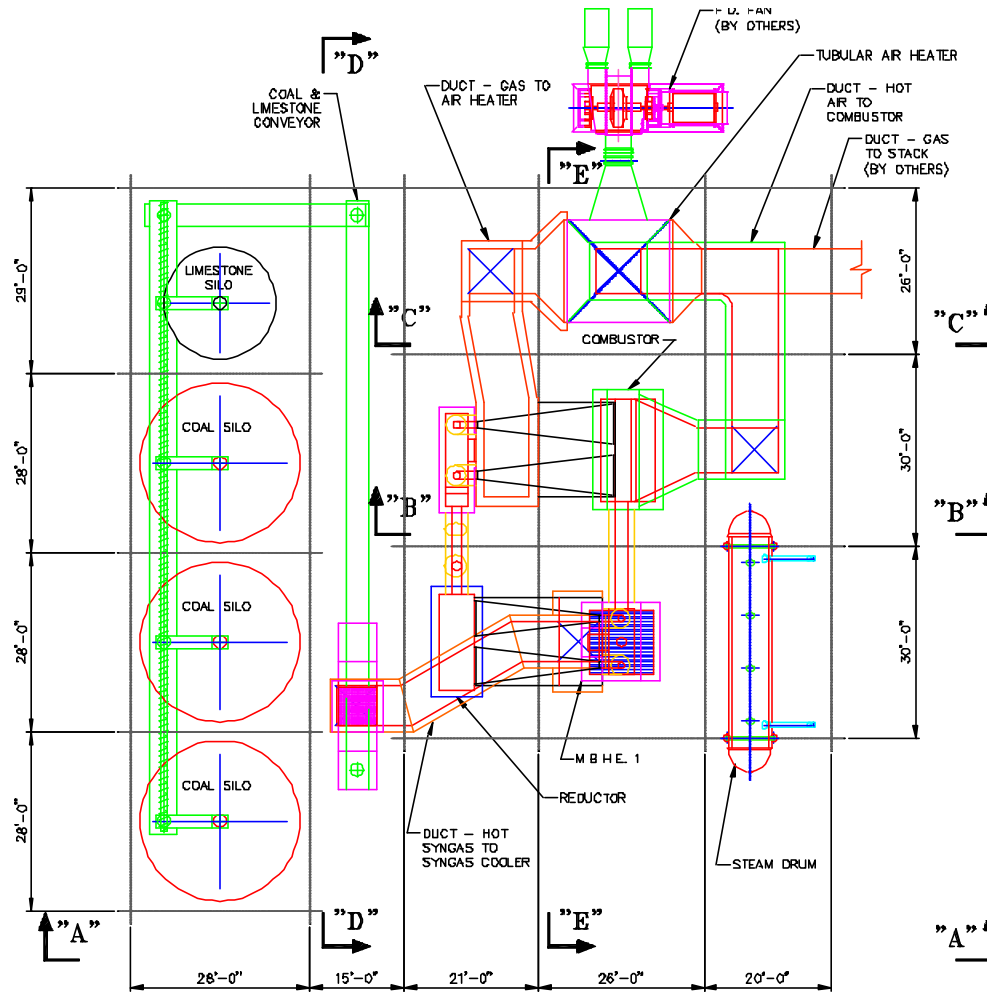 F.D. FAN
(BY OTHERS)
"D"
TUBULAR AIR HEATER
COAL &
LIMESTONE
CONVEYOR
DUCT - GAS TO
AIR HEATER
DUCT - HOT
AIR TO
COMBUSTOR
DUCT - GAS
TO STACK
(BY OTHERS)
"E"
LIMESTONE
SILO
29'-0"
26'-0"
"C"
"C"
COMBUSTOR
COAL SILO
28'-0"
30'-0"
"B"
"B"
COAL SILO
28'-0"
30'-0"
M B H E. 1
COAL SILO
REDUCTOR
28'-0"
DUCT - HOT
SYNGAS TO
SYNGAS COOLER
STEAM DRUM
"A"
"D"
"E"
"A"
28'-0"
15'-0"
21'-0"
26'-0"
20'-0"